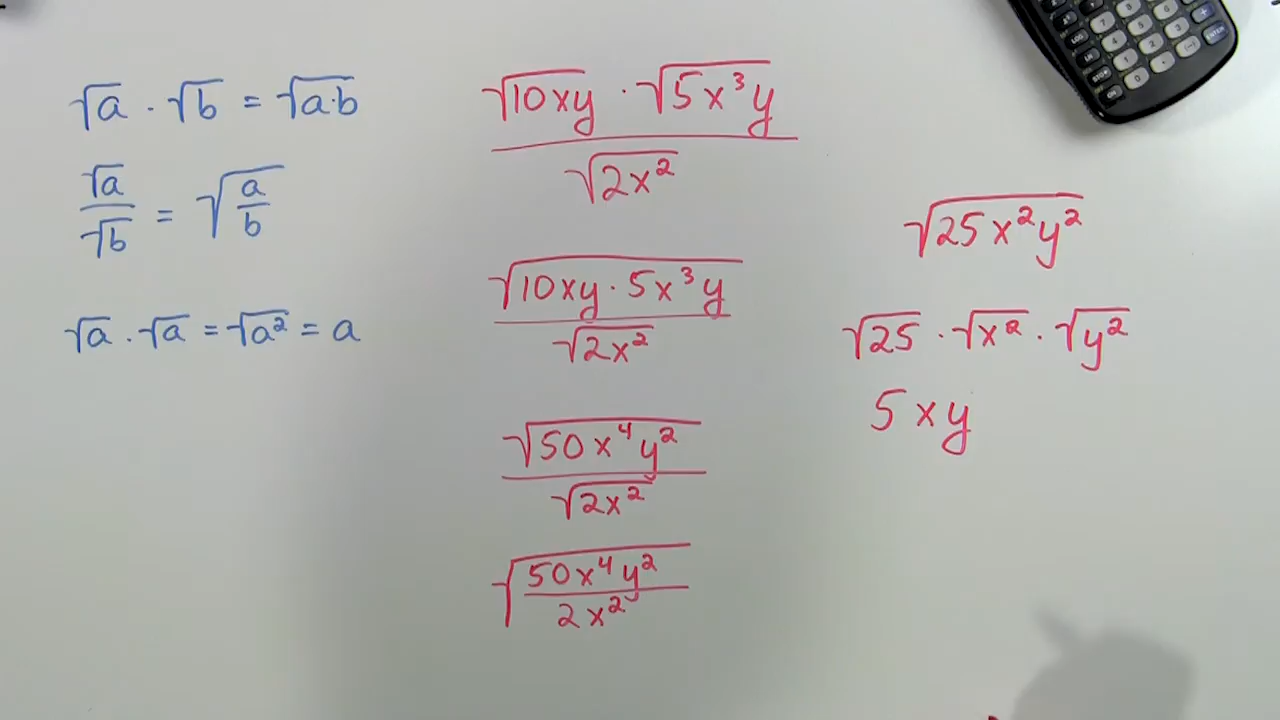 √a · √b = √a·b
√a/√b = √(a/b)
√a · √a = √a² = a
√10xy · √5x³y
√2x²
√10xy · 5x³y
√2x²
√50x⁴y²
√2x²
√(50x⁴y²/2x²)
√25x²y²
√25 · √x² · √y²
5xy